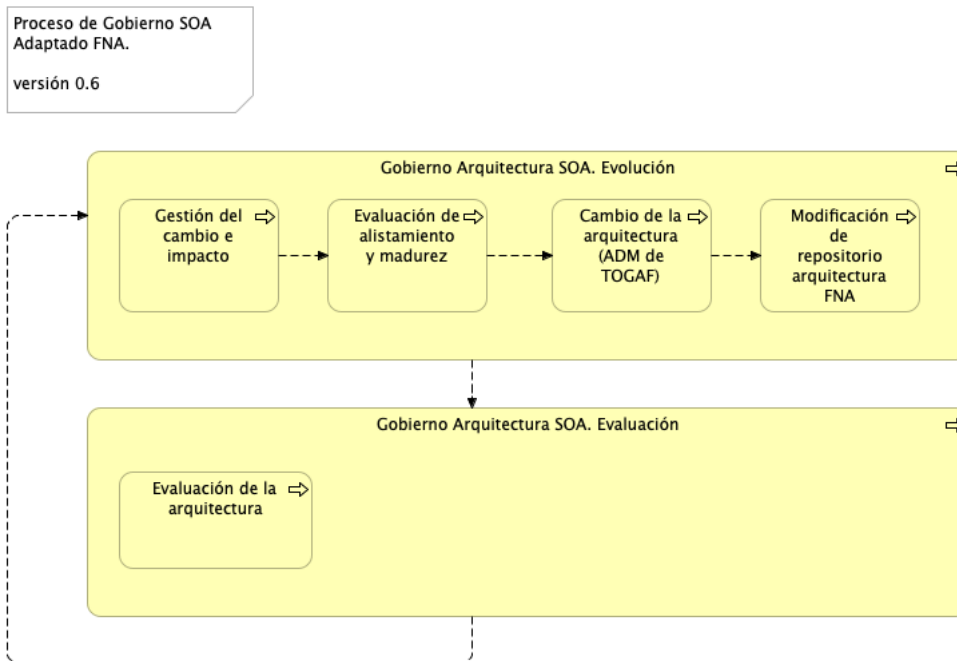 Proceso de Gobierno SOA
Adaptado FNA.
versión 0.6
Gobierno Arquitectura SOA. Evolución
Gestión del
cambio e
impacto
Evaluación de
alistamiento
y madurez
Cambio de la
arquitectura
(ADM de
TOGAF)
Modificación
de
repositorio
arquitectura
FNA
Gobierno Arquitectura SOA. Evaluación
Evaluación de la
arquitectura